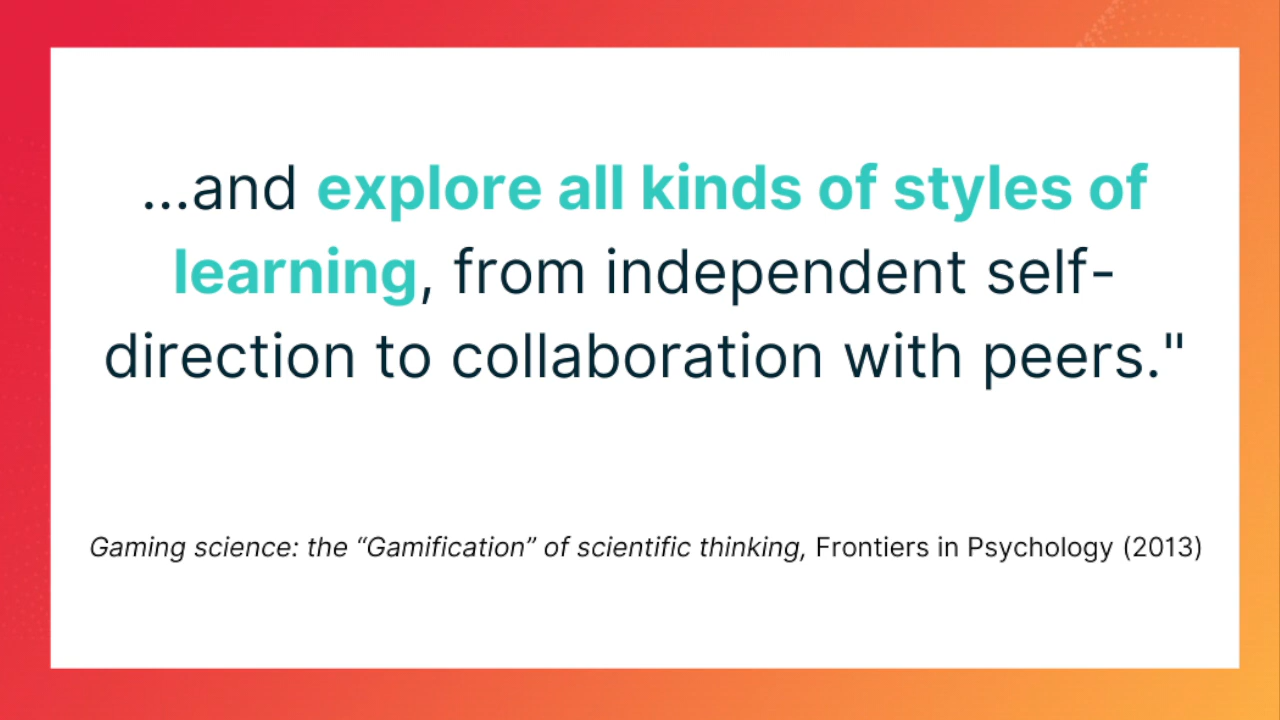 ...and explore all kinds of styles of
learning, from independent self-
direction to collaboration with peers."
Gaming science: the “Gamification” of scientific thinking, Frontiers in Psychology (2013)